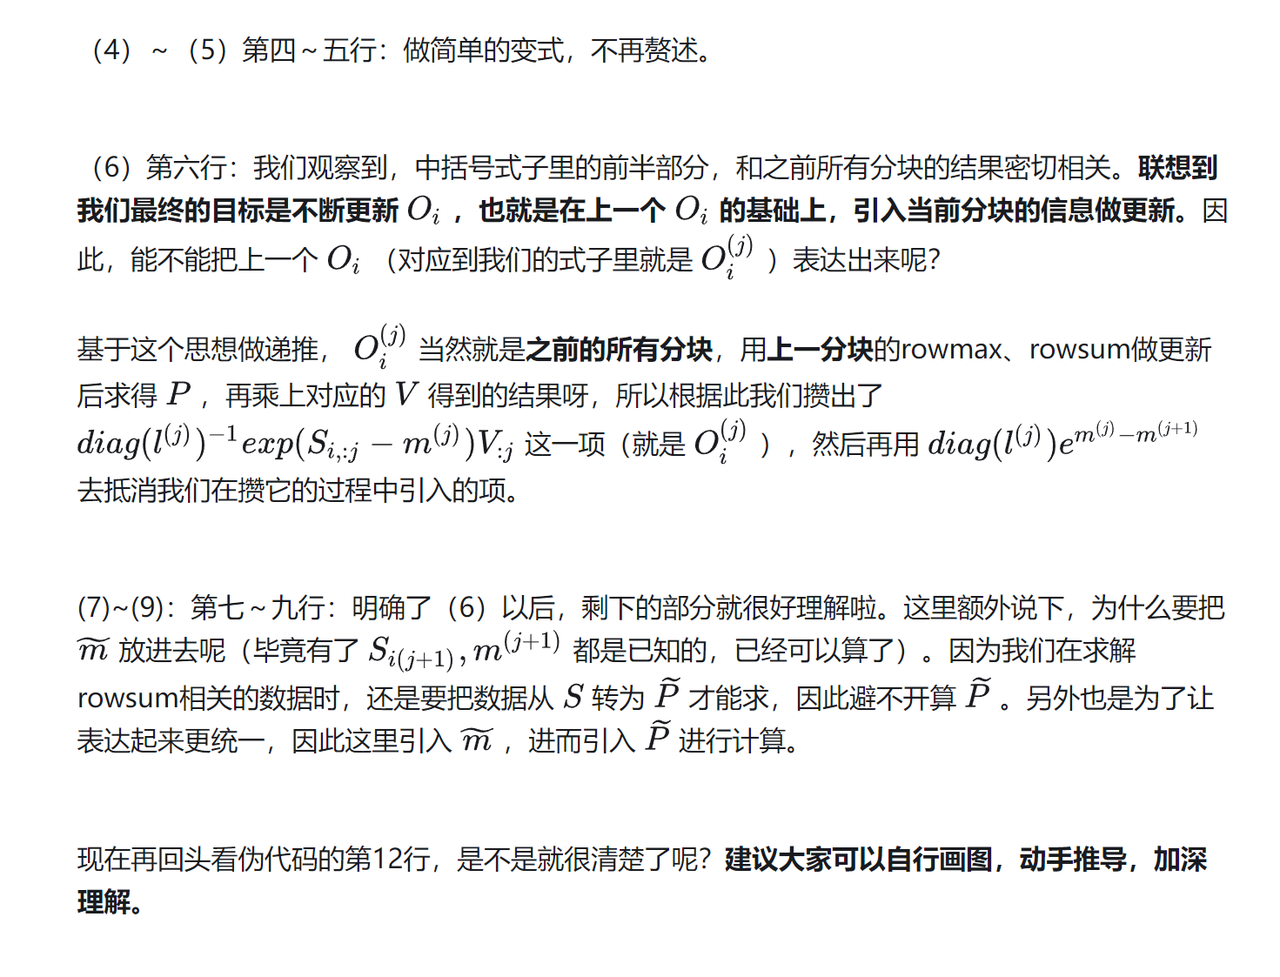 （4）~（5）第四~五行：做简单的变式，不再赘述。
（6）第六行：我们观察到，中括号式子里的前半部分，和之前所有分块的结果密切相关。联想到
我们最终的目标是不断更新 $O_i$ ，也就是在上一个 $O_i$ 的基础上，引入当前分块的信息做更新。因
此，能不能把上一个 $O_i$ （对应到我们的式子里就是 $O_i^{(j)}$ ）表达出来呢？
基于这个思想做递推， $O_i^{(j)}$ 当然就是之前的所有分块，用上一分块的rowmax、rowsum做更新
后求得 $P$ ，再乘上对应的 $V$ 得到的结果呀，所以根据此我们攒出了
$diag(l^{(j)})^{-1}exp(S_{i,:j} - m^{(j)})V_{:j}$ 这一项（就是 $O_i^{(j)}$ ），然后再用 $diag(l^{(j)})e^{m^{(j)}-m^{(j+1)}}$
去抵消我们在攒它的过程中引入的项。
(7)~(9)：第七~九行：明确了（6）以后，剩下的部分就很好理解啦。这里额外说下，为什么要把
$\widetilde{m}$ 放进去呢（毕竟有了 $S_{i(j+1)}, m^{(j+1)}$ 都是已知的，已经可以算了）。因为我们在求解
rowsum相关的数据时，还是要把数据从 $S$ 转为 $\widetilde{P}$ 才能求，因此避不开算 $\widetilde{P}$ 。另外也是为了让
表达起来更统一，因此这里引入 $\widetilde{m}$ ，进而引入 $\widetilde{P}$ 进行计算。
现在再回头看伪代码的第12行，是不是就很清楚了呢？建议大家可以自行画图，动手推导，加深
理解。